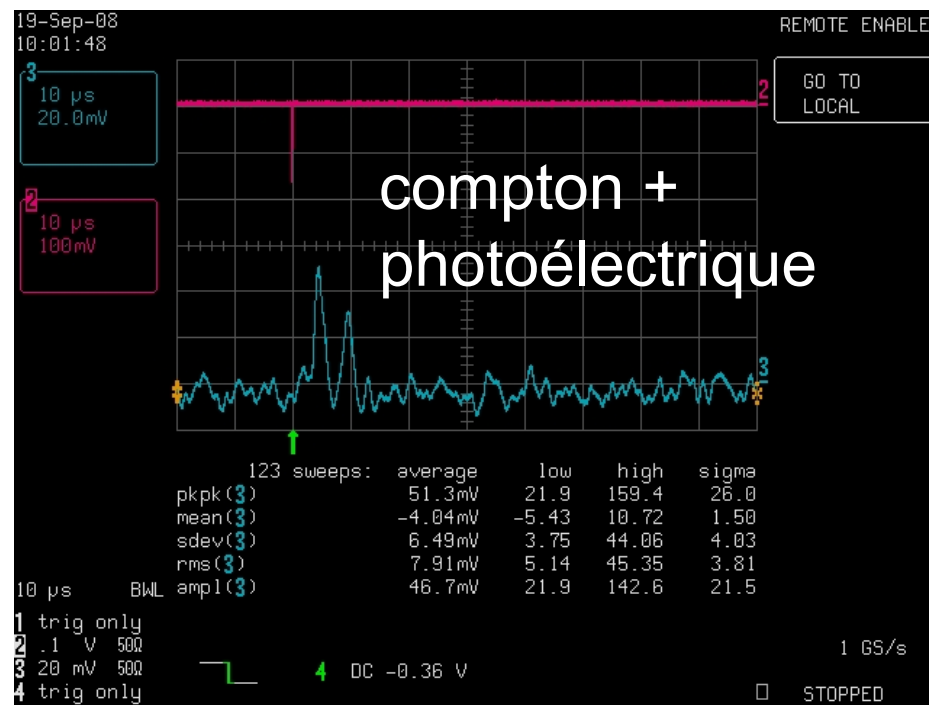 19-Sep-08
10:01:48
REMOTE ENABLE
3
10 µs
20.0mV
2
GO TO
LOCAL
2
10 µs
100mV
compton +
photoélectrique
3
123 sweeps: average low high sigma
pkpk(3) 51.3mV 21.9 159.4 26.0
mean(3) -4.04mV -5.43 10.72 1.50
sdev(3) 6.49mV 3.75 44.06 4.03
rms(3) 7.91mV 5.14 45.35 3.81
10 µs BWL ampl(3) 46.7mV 21.9 142.6 21.5
1 trig only
2 .1 V 50Ω
3 20 mV 50Ω
4 trig only
4 DC -0.36 V
1 GS/s
STOPPED